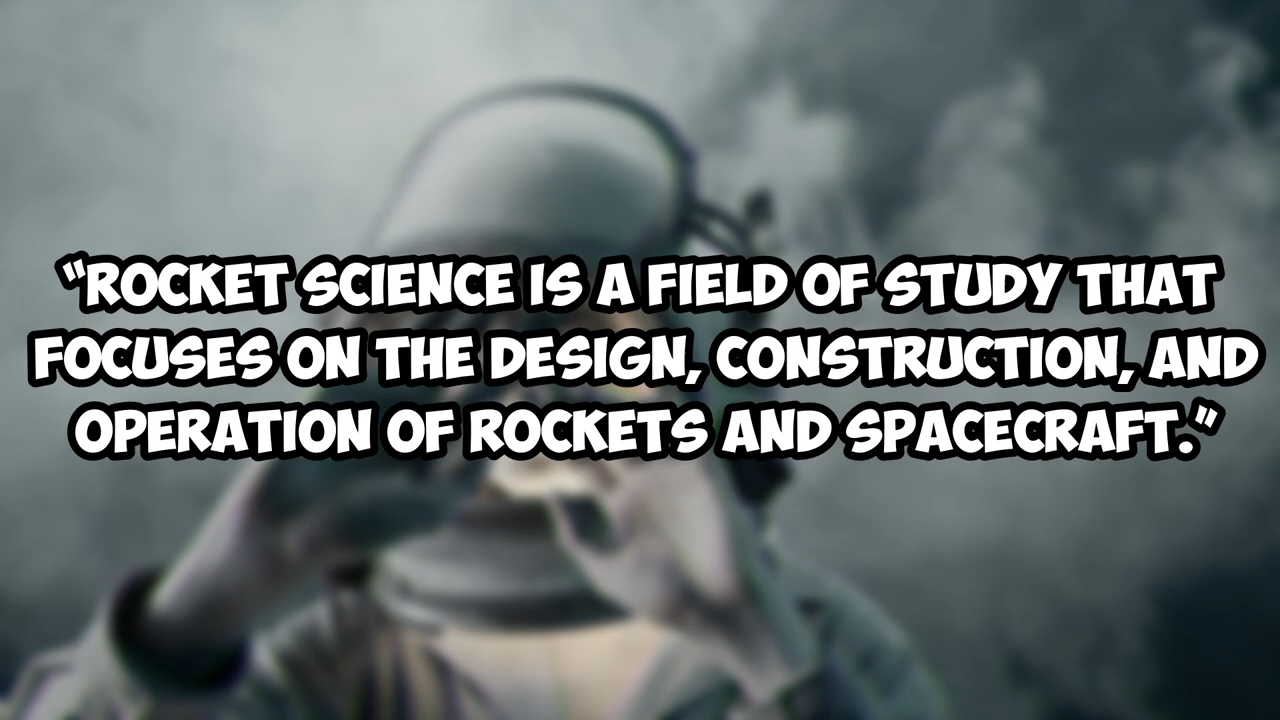 "ROCKET SCIENCE IS A FIELD OF STUDY THAT
FOCUSES ON THE DESIGN, CONSTRUCTION, AND
OPERATION OF ROCKETS AND SPACECRAFT."